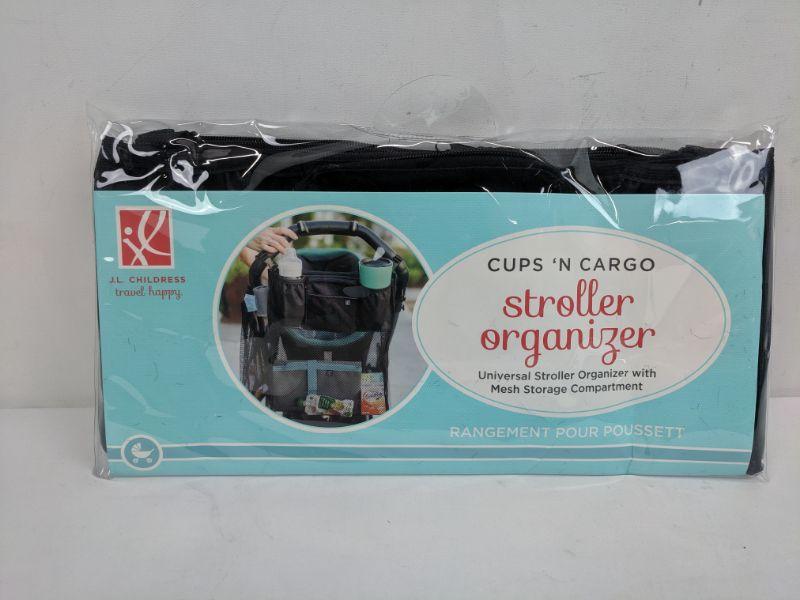 J.L. CHILDRESS
travel happy.
CUPS 'N CARGO
stroller
organizer
Universal Stroller Organizer with
Mesh Storage Compartment
RANGEMENT POUR POUSSETT